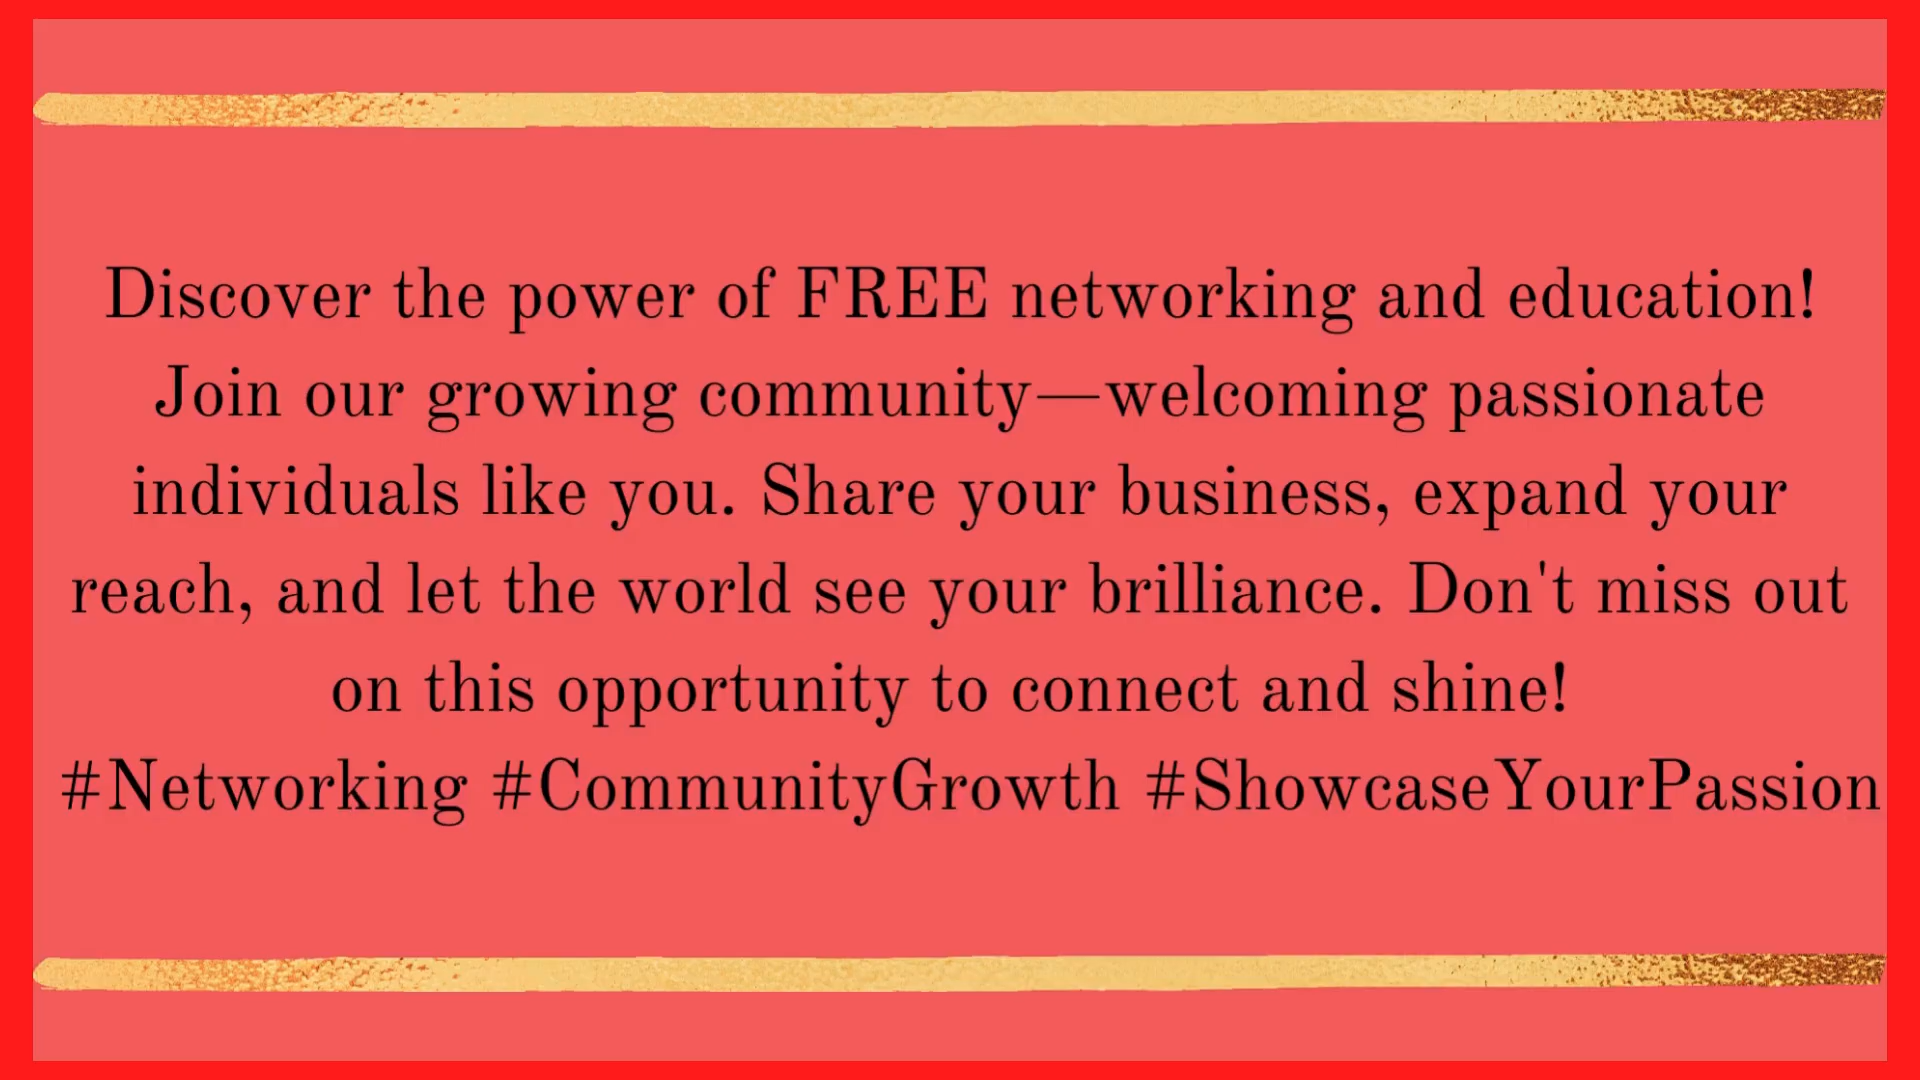 Discover the power of FREE networking and education!
Join our growing community—welcoming passionate
individuals like you. Share your business, expand your
reach, and let the world see your brilliance. Don't miss out
on this opportunity to connect and shine!
#Networking #CommunityGrowth #ShowcaseYourPassion